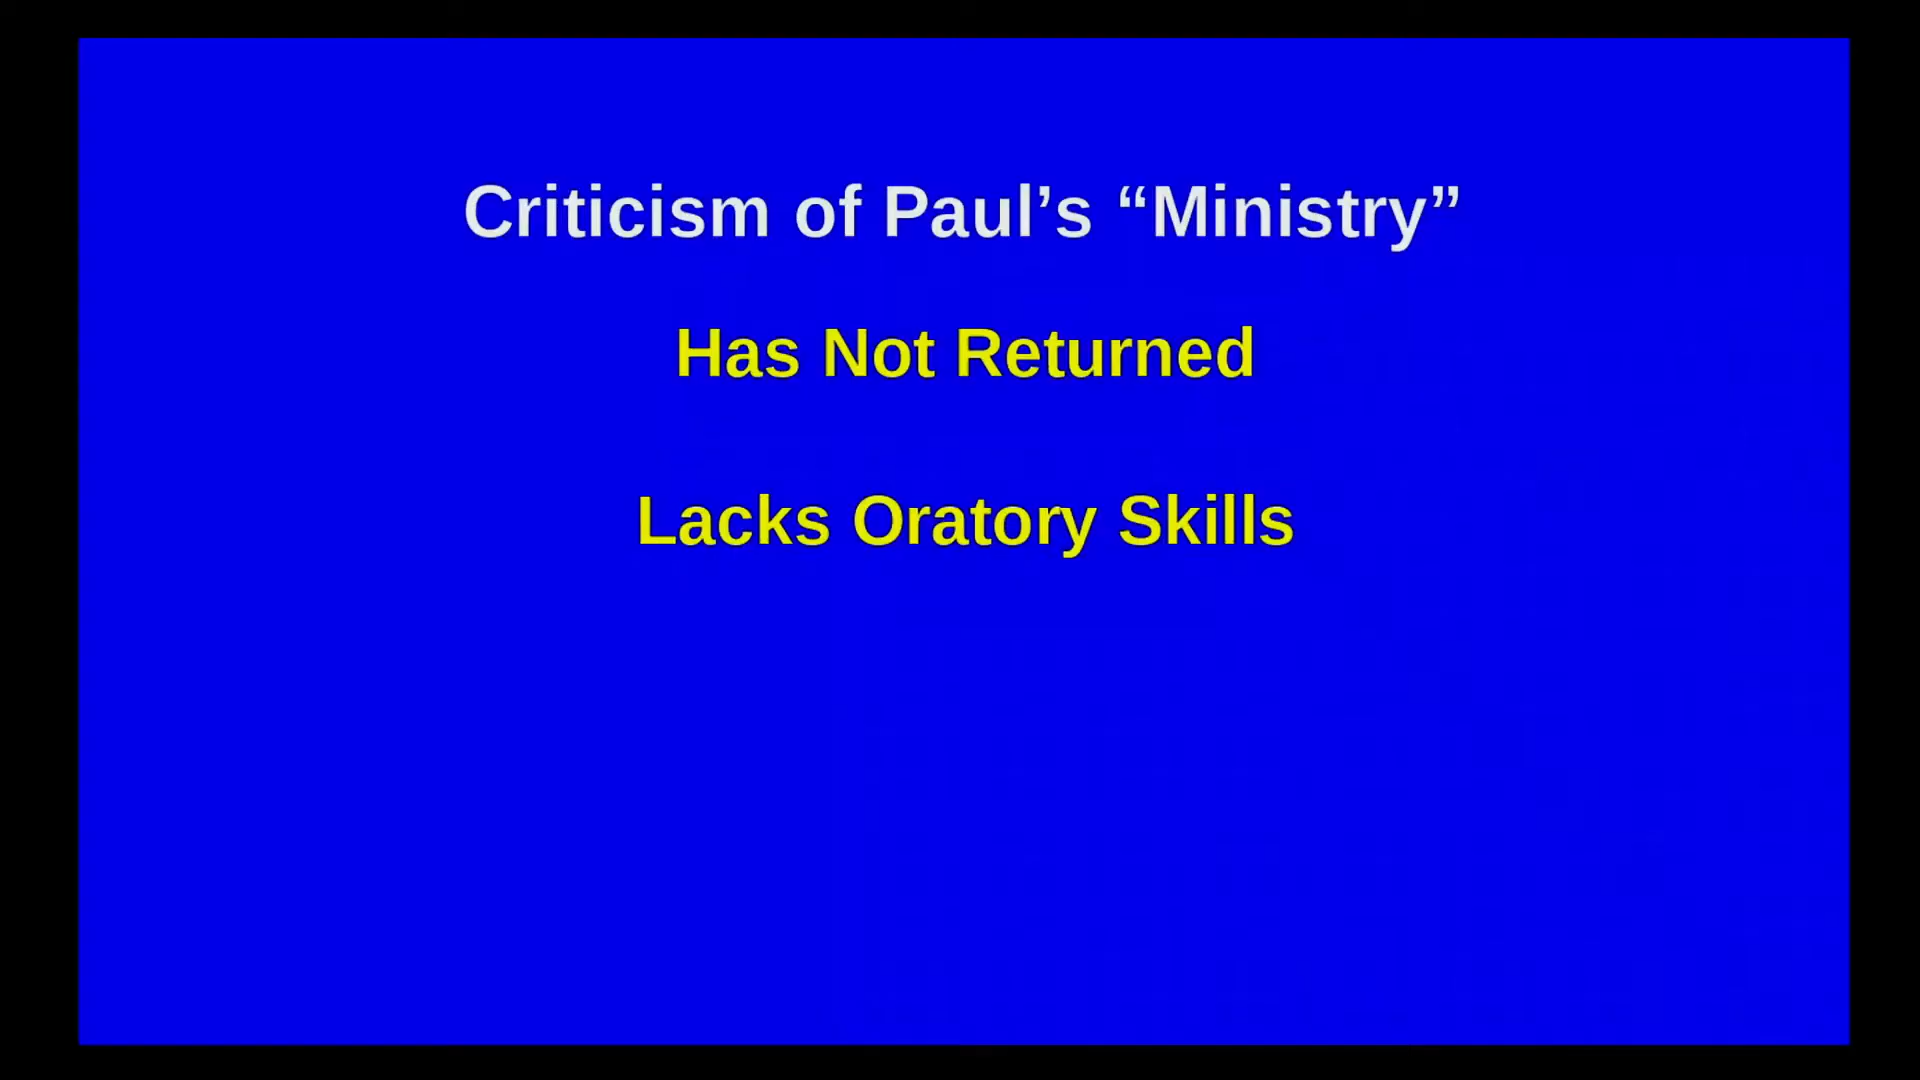 Criticism of Paul’s “Ministry”
Has Not Returned
Lacks Oratory Skills